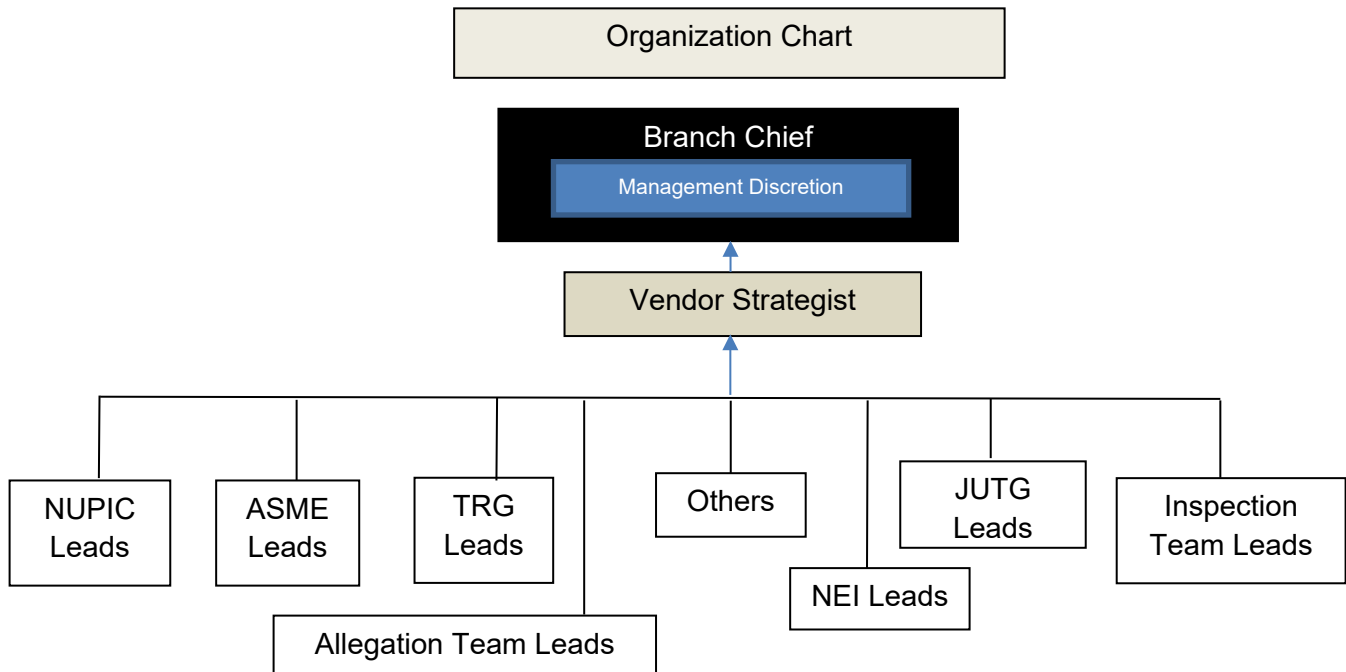 Organization Chart
Branch Chief
Management Discretion
Vendor Strategist
NUPIC
Leads
ASME
Leads
TRG
Leads
Allegation Team Leads
Others
NEI Leads
JUTG
Leads
Inspection
Team Leads